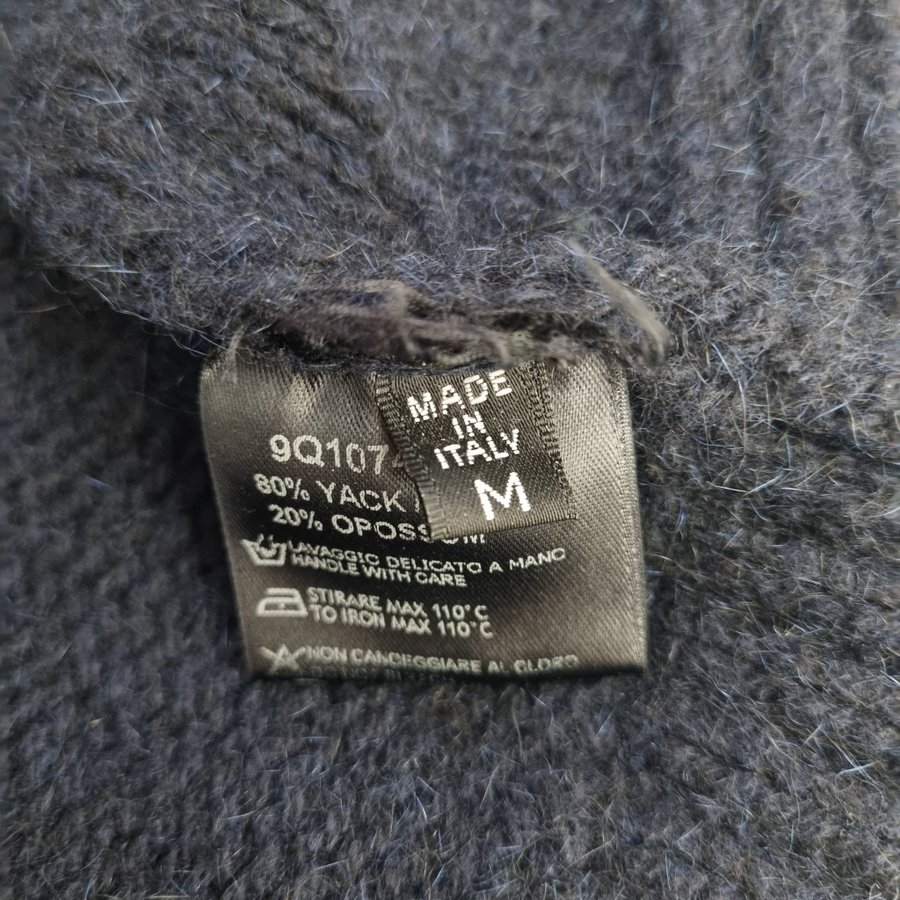 MADE
IN
ITALY
M
9Q107
80% YACK
20% OPOSSUM
LAVAGGIO DELICATO A MANO
HANDLE WITH CARE
STIRARE MAX 110°C
TO IRON MAX 110°C
NON CANDEGGIARE AL CLORO